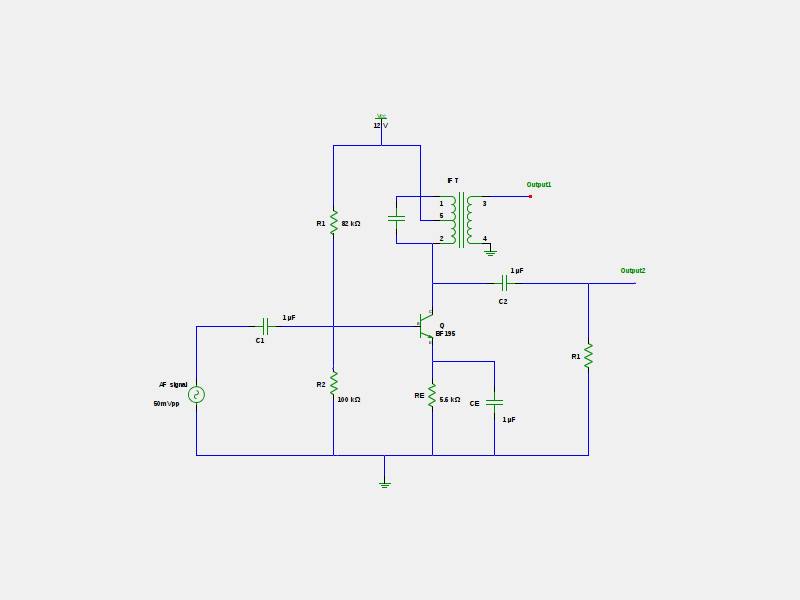 Vcc
12 V
IFT
Output1
1
3
5
R1
82 kΩ
2
4
Output2
1 µF
C2
1 µF
C1
Q
BF195
R1
AF signal
50mVpp
R2
100 kΩ
RE
5.6 kΩ
CE
1 µF